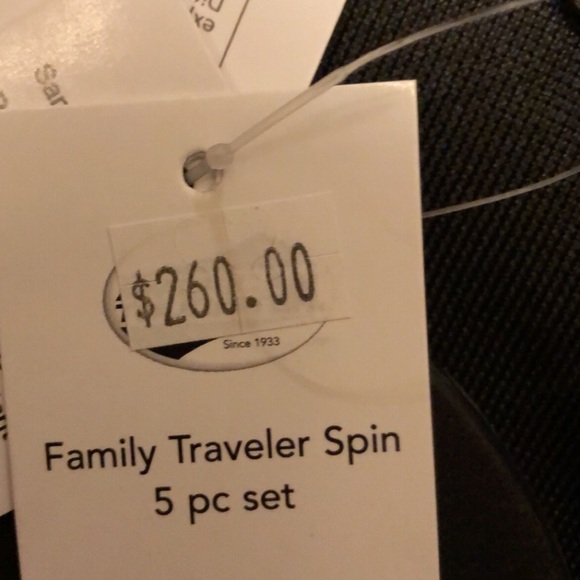 $260.00
Since 1933
Family Traveler Spin
5 pc set